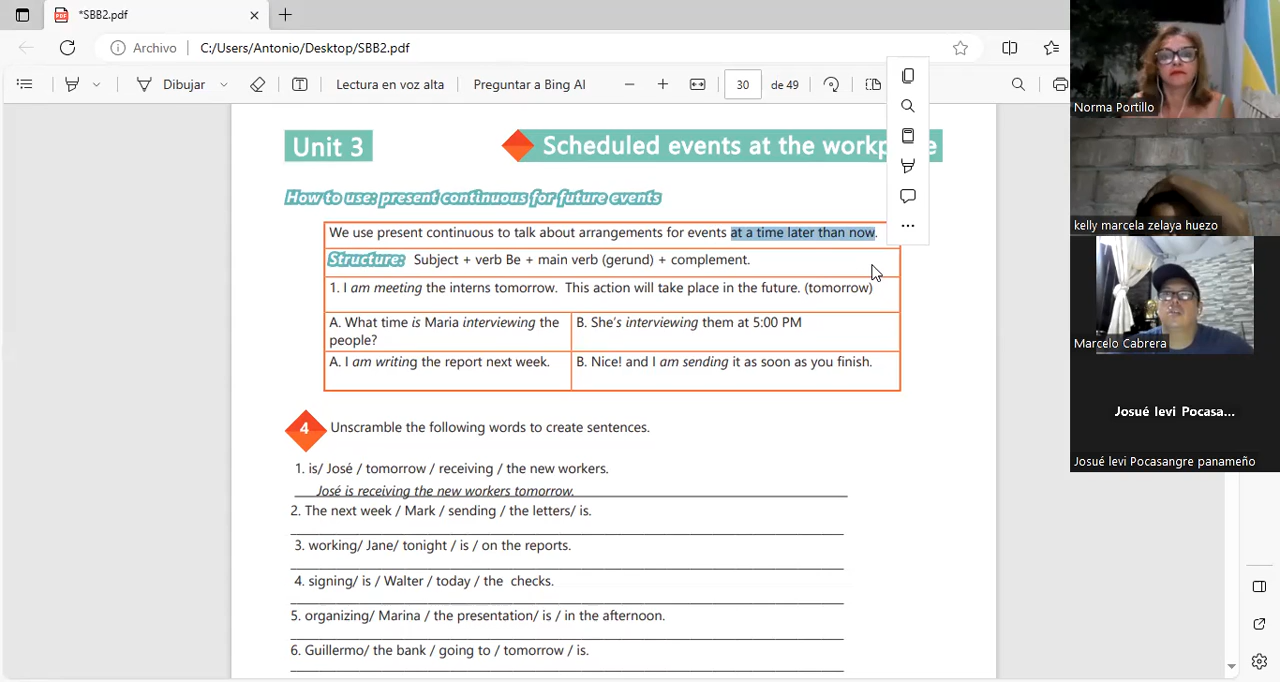 *SBB2.pdf
Archivo
C:/Users/Antonio/Desktop/SBB2.pdf
Dibujar
Lectura en voz alta
Preguntar a Bing AI
30
de 49
Unit 3
Scheduled events at the workp e
How to use: present continuous for future events
We use present continuous to talk about arrangements for events at a time later than now.
Structure: Subject + verb Be + main verb (gerund) + complement.
1. I am meeting the interns tomorrow. This action will take place in the future. (tomorrow)
A. What time is Maria interviewing the people?
B. She's interviewing them at 5:00 PM
A. I am writing the report next week.
B. Nice! and I am sending it as soon as you finish.
4
Unscramble the following words to create sentences.
1. is/ José / tomorrow / receiving / the new workers.
José is receiving the new workers tomorrow.
2. The next week / Mark / sending / the letters/ is.
3. working/ Jane/ tonight / is / on the reports.
4. signing/ is / Walter / today / the checks.
5. organizing/ Marina / the presentation/ is / in the afternoon.
6. Guillermo/ the bank / going to / tomorrow / is.
Norma Portillo
kelly marcela zelaya huezo
Marcelo Cabrera
Josué levi Pocasa...
Josué levi Pocasangre panameño